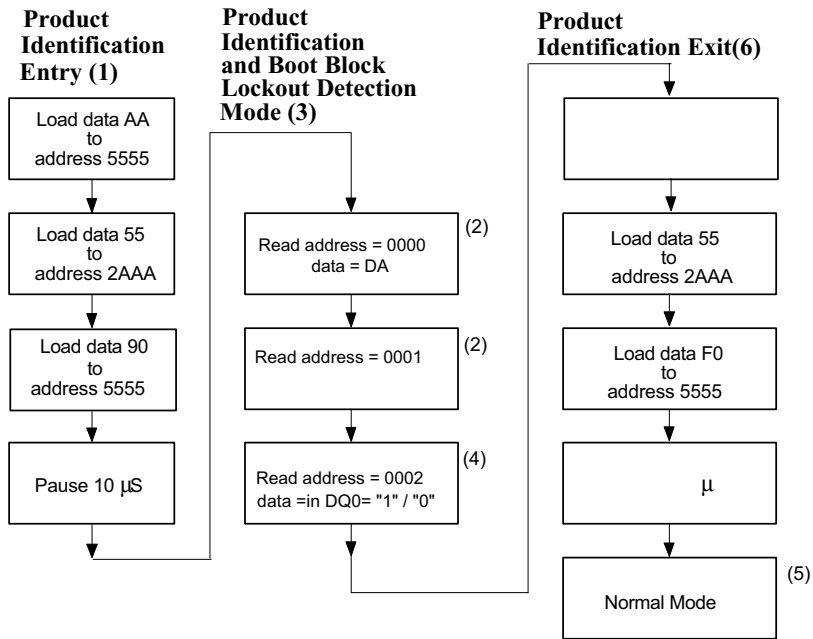 Product
Identification
Entry (1)
Load data AA
to
address 5555
Load data 55
to
address 2AAA
Load data 90
to
address 5555
Pause 10 μS
Product
Identification
and Boot Block
Lockout Detection
Mode (3)
Read address = 0000
data = DA
(2)
Read address = 0001
(2)
Read address = 0002
data =in DQ0= "1" / "0"
(4)
Product
Identification Exit(6)
Load data 55
to
address 2AAA
Load data F0
to
address 5555
μ
Normal Mode
(5)